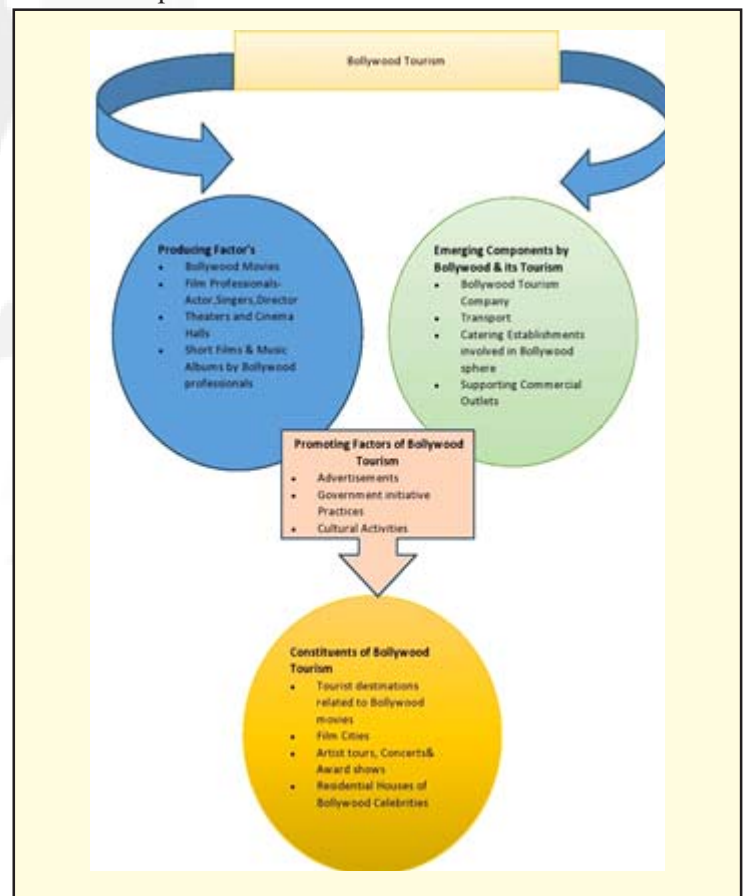 Bollywood Tourism
Producing Factor's
• Bollywood Movies
• Film Professionals-
Actor,Singers,Director
• Theaters and Cinema
Halls
• Short Films & Music
Albums by Bollywood
professionals
Emerging Components by
Bollywood & its Tourism
• Bollywood Tourism
Company
• Transport
• Catering Establishments
involved in Bollywood
sphere
• Supporting Commercial
Outlets
Promoting Factors of Bollywood
Tourism
• Advertisements
• Government initiative
Practices
• Cultural Activities
Constituents of Bollywood
Tourism
• Tourist destinations
related to Bollywood
movies
• Film Cities
• Artist tours, Concerts&
Award shows
• Residential Houses of
Bollywood Celebrities